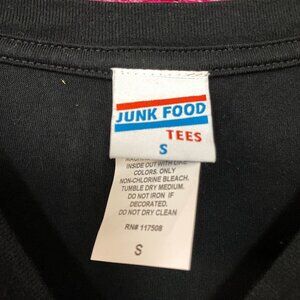 JUNK FOOD
TEES
S
INSIDE OUT WITH LIKE
COLORS. ONLY
NON-CHLORINE BLEACH.
TUMBLE DRY MEDIUM.
DO NOT IRON IF
DECORATED.
DO NOT DRY CLEAN
RN# 117508
S